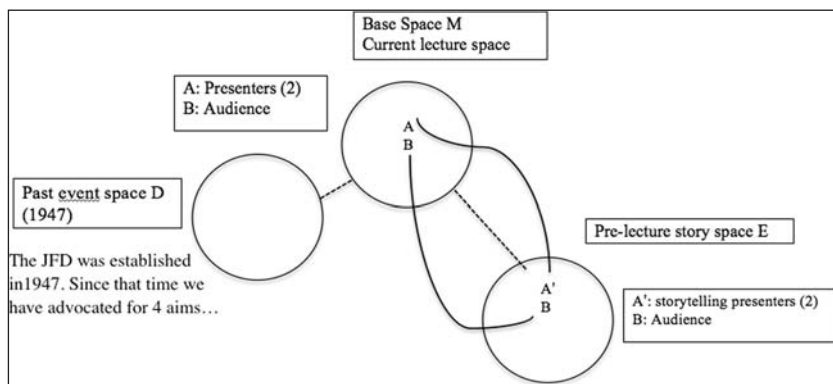 Base Space M
Current lecture space
A: Presenters (2)
B: Audience
A
B
Past event space D
(1947)
The JFD was established
in1947. Since that time we
have advocated for 4 aims…
Pre-lecture story space E
A'
B
A': storytelling presenters (2)
B: Audience